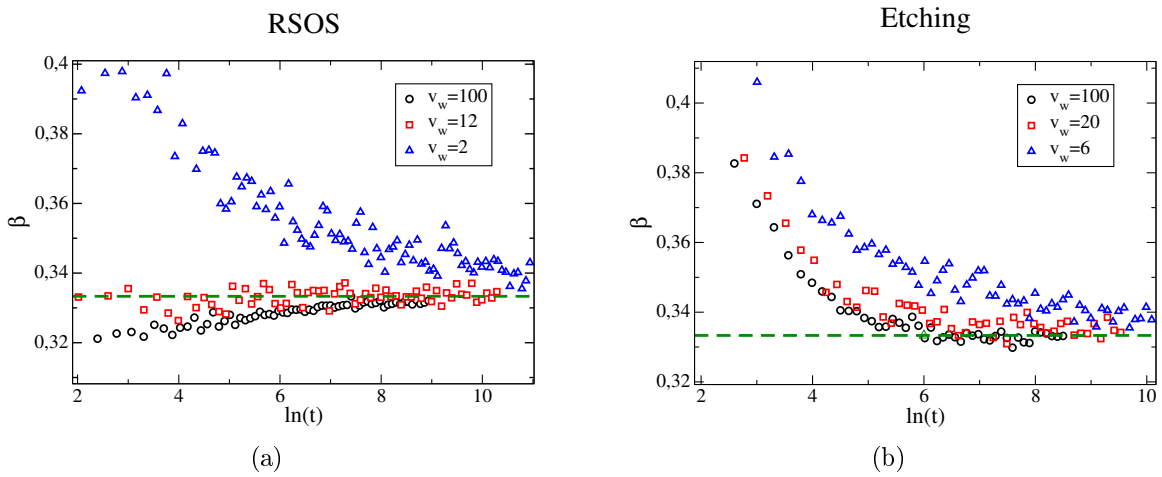 RSOS
0,4
0,38
0,36
0,34
0,32
β
v_w=100
v_w=12
v_w=2
2
4
6
8
10
ln(t)
(a)
Etching
0,4
0,38
0,36
0,34
0,32
β
v_w=100
v_w=20
v_w=6
2
4
6
8
10
ln(t)
(b)